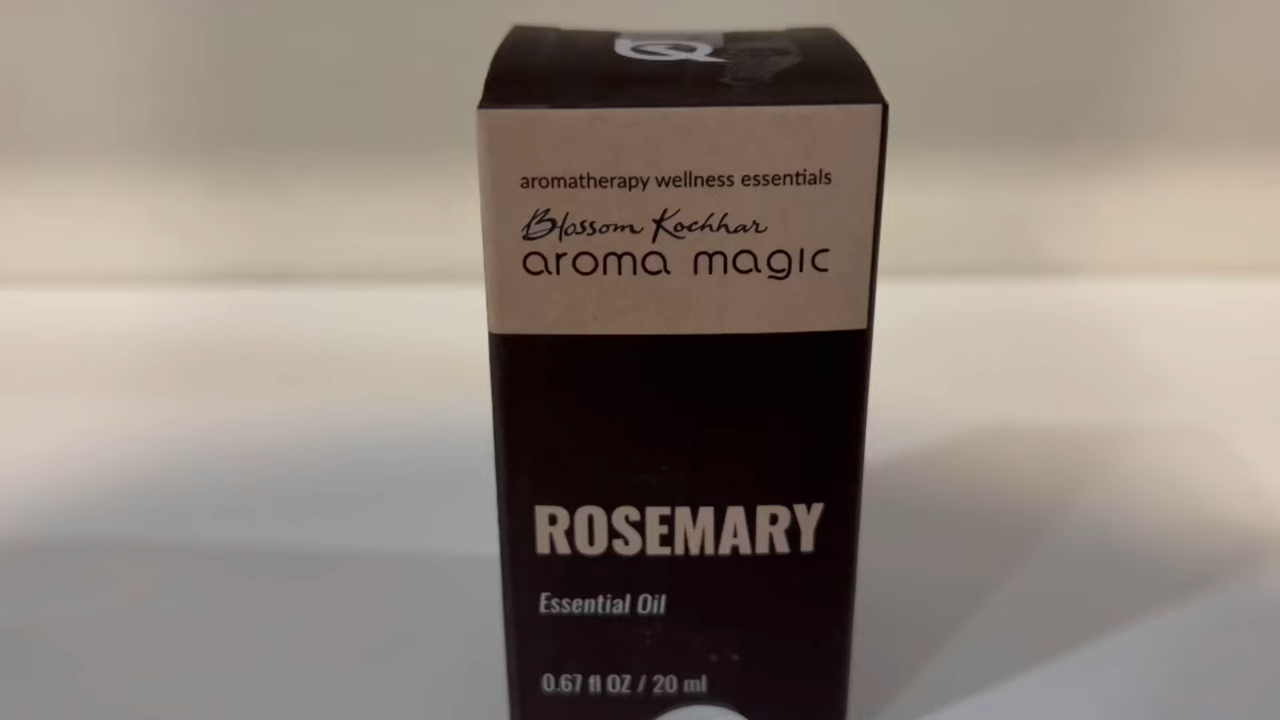 aromatherapy wellness essentials
Blossom Kochhar
aroma magic
ROSEMARY
Essential Oil
0.67 fl OZ / 20 ml